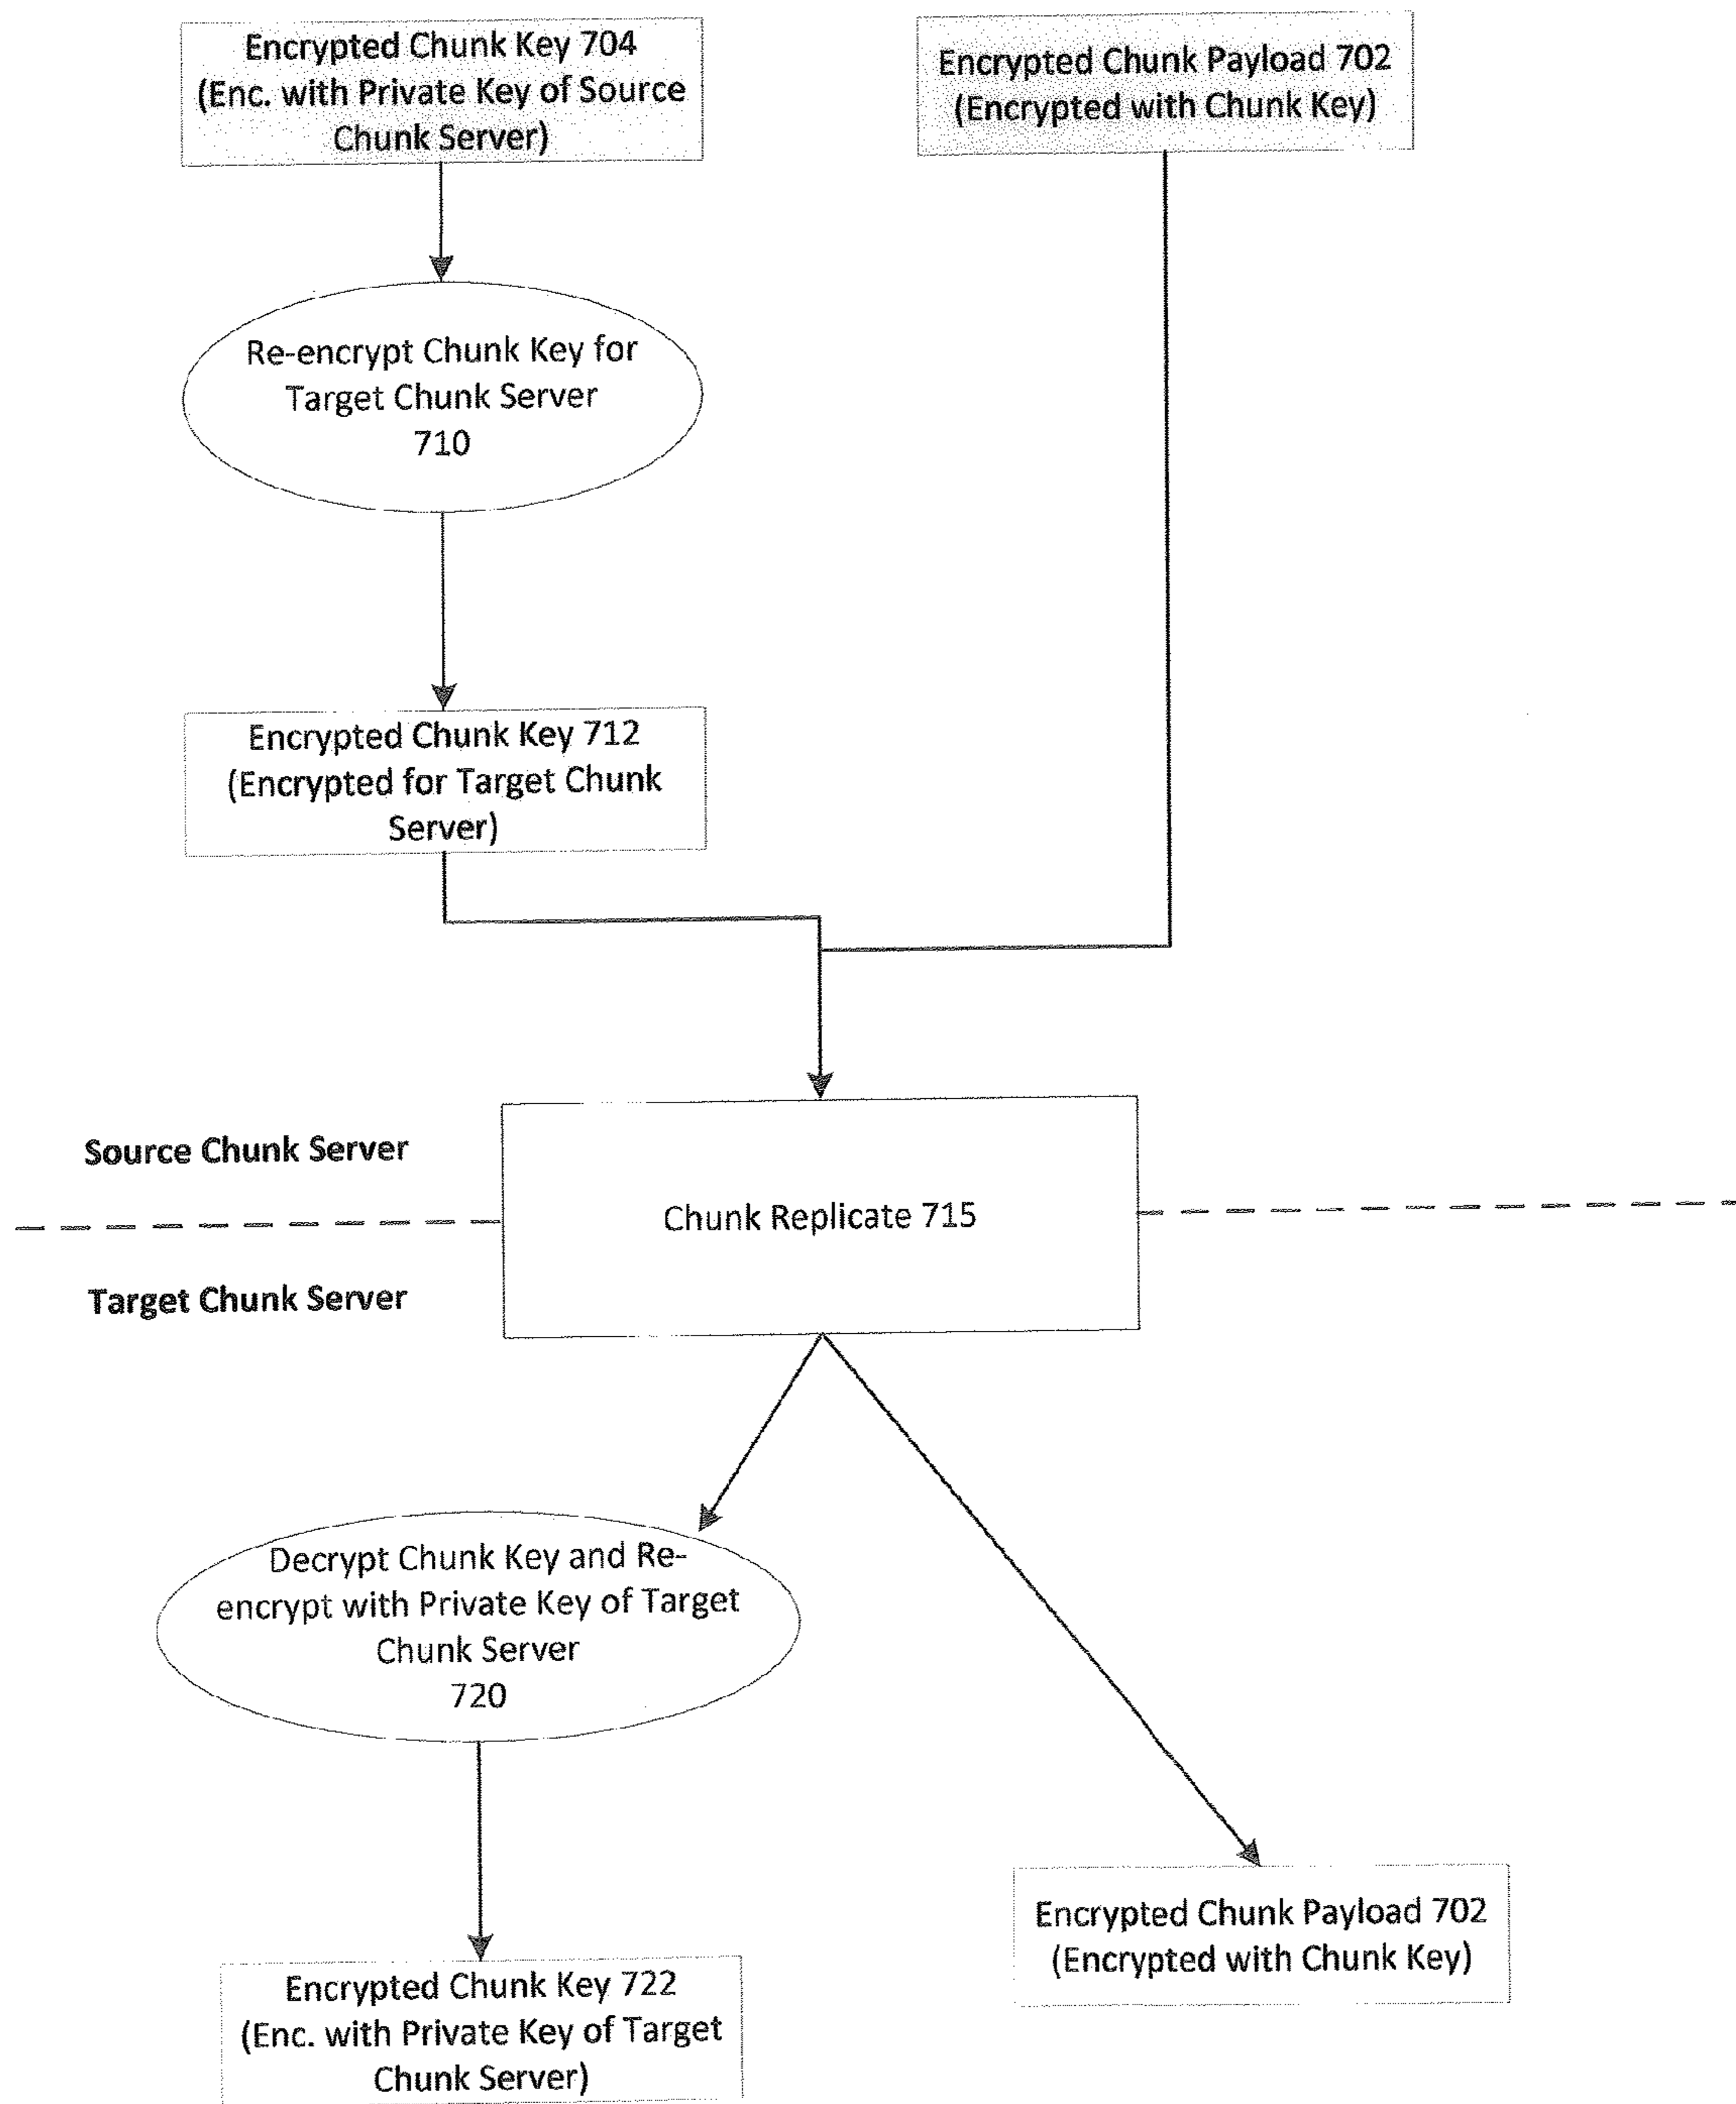 Encrypted Chunk Key 704
(Enc. with Private Key of Source
Chunk Server)
Encrypted Chunk Payload 702
(Encrypted with Chunk Key)
Re-encrypt Chunk Key for
Target Chunk Server
710
Encrypted Chunk Key 712
(Encrypted for Target Chunk
Server)
Source Chunk Server
Chunk Replicate 715
Target Chunk Server
Decrypt Chunk Key and Re-
encrypt with Private Key of Target
Chunk Server
720
Encrypted Chunk Payload 702
(Encrypted with Chunk Key)
Encrypted Chunk Key 722
(Enc. with Private Key of Target
Chunk Server)